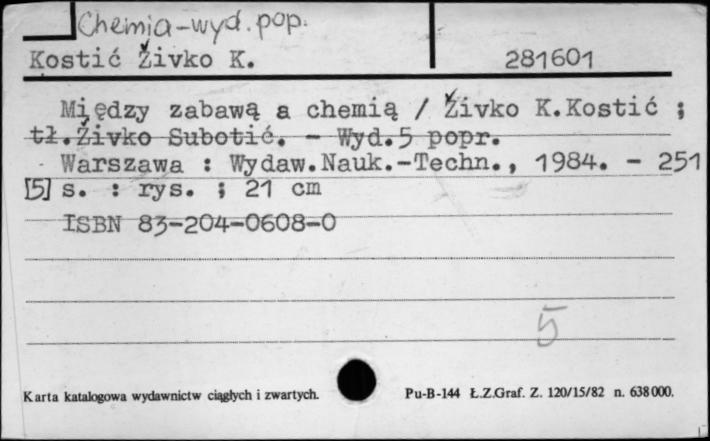 Chemia-wyd. pop.
Kostić Živko K. 281601
Między zabawą a chemią / Živko K.Kostić ;
tł.Živko Subotić. - Wyd.5 popr.
Warszawa : Wydaw.Nauk.-Techn., 1984. - 251
[5] s. : rys. ; 21 cm
ISBN 83-204-0608-0
5
Karta katalogowa wydawnictw ciągłych i zwartych. Pu-B-144 Ł.Z.Graf. Z. 120/15/82 n. 638000.